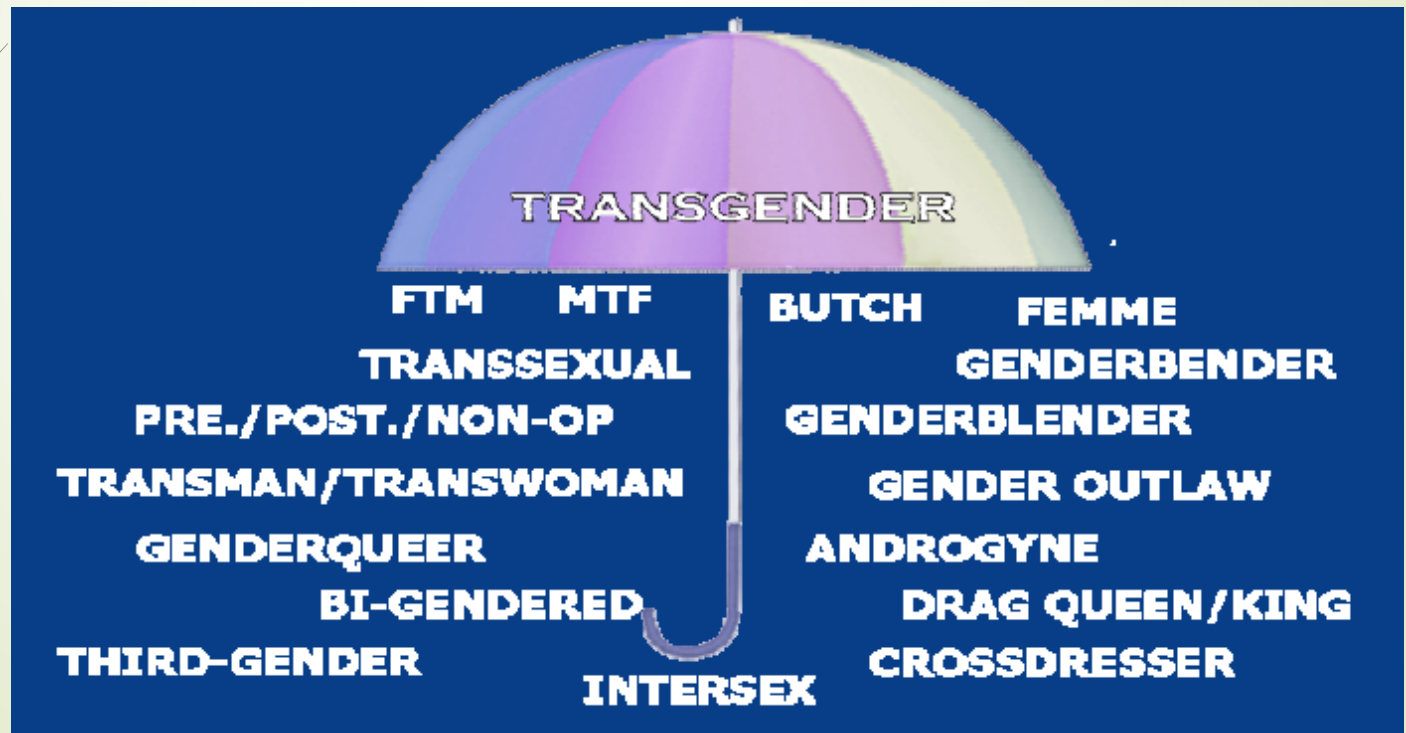 TRANSGENDER
FTM MTF BUTCH FEMME
TRANSSEXUAL GENDERBENDER
PRE./POST./NON-OP GENDERBLENDER
TRANSMAN/TRANSWOMAN GENDER OUTLAW
GENDERQUEER ANDROGYNE
BI-GENDERED DRAG QUEEN/KING
THIRD-GENDER CROSSDRESSER
INTERSEX